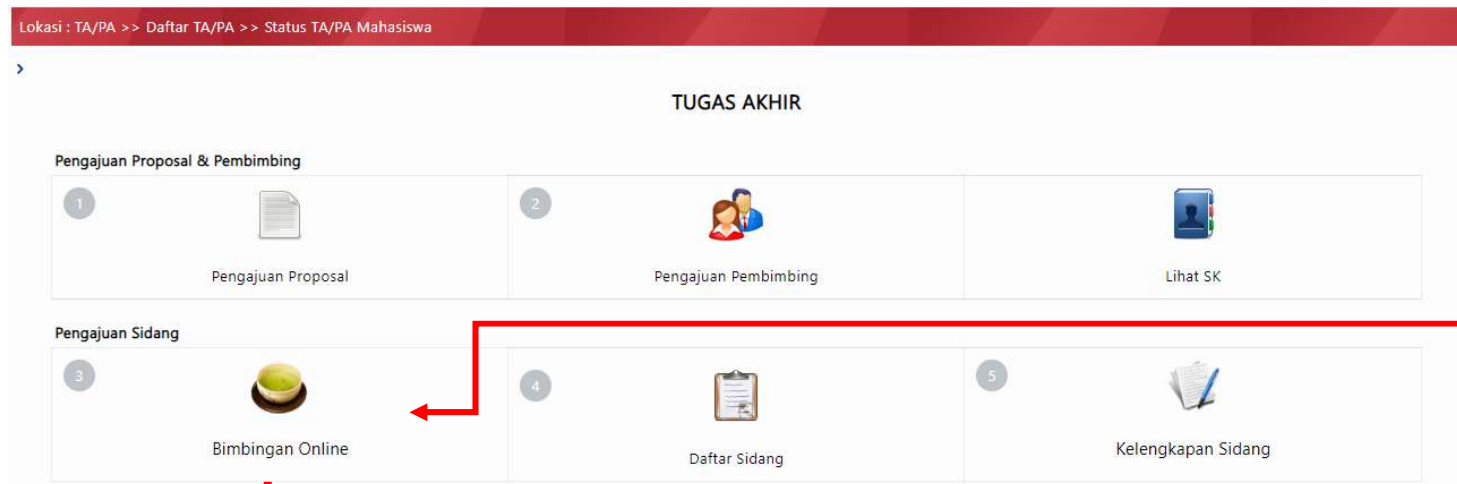 Lokasi : TA/PA >> Daftar TA/PA >> Status TA/PA Mahasiswa
TUGAS AKHIR
Pengajuan Proposal & Pembimbing
1
2
Pengajuan Proposal
Pengajuan Pembimbing
Lihat SK
Pengajuan Sidang
3
4
5
Bimbingan Online
Daftar Sidang
Kelengkapan Sidang